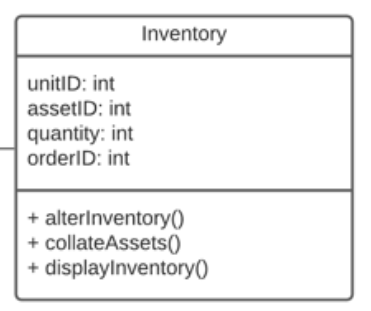 Inventory
unitID: int
assetID: int
quantity: int
orderID: int
+ alterInventory()
+ collateAssets()
+ displayInventory()